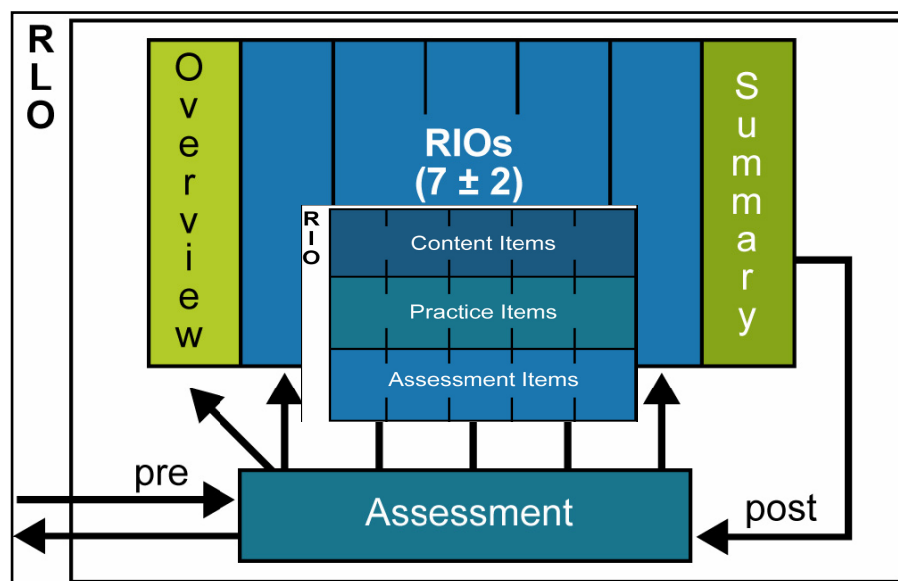 RLO
Overview
RIOs
(7 ± 2)
Summary
RIO
Content Items
Practice Items
Assessment Items
pre
Assessment
post